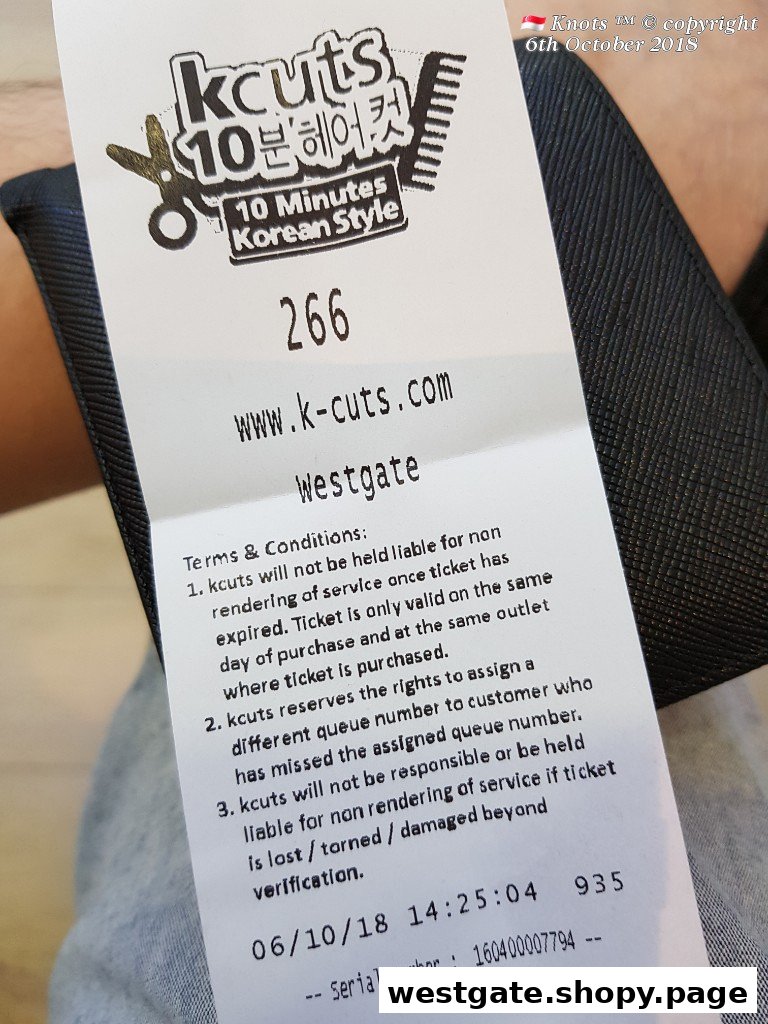 🇮🇩 Knots ™ © copyright
6th October 2018
kcuts
10분 헤어컷
10 Minutes
Korean Style
266
www.k-cuts.com
Westgate
Terms & Conditions:
1. kcuts will not be held liable for non
rendering of service once ticket has
expired. Ticket is only valid on the same
day of purchase and at the same outlet
where ticket is purchased.
2. kcuts reserves the rights to assign a
different queue number to customer who
has missed the assigned queue number.
3. kcuts will not be responsible or be held
liable for non rendering of service if ticket
is lost / torned / damaged beyond
verification.
06/10/18 14:25:04 935
-- Serial : 160400007794 --
westgate.shopy.page